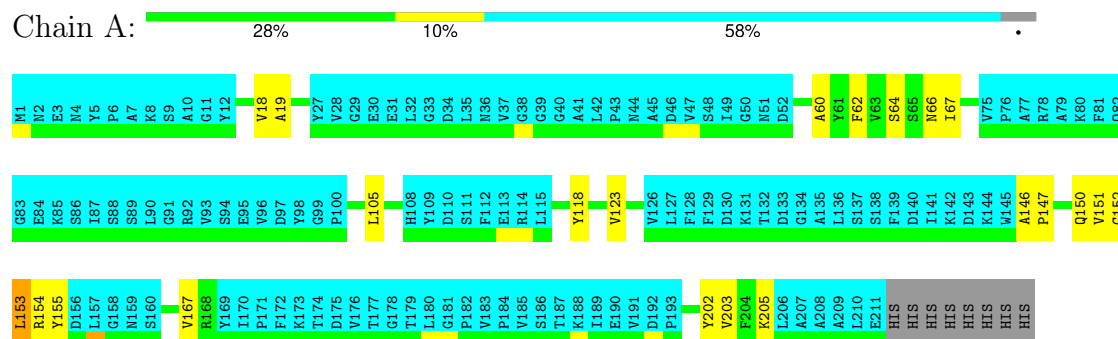 Chain A:
28% 10% 58% •
M1 N2 E3 N4 Y5 P6 A7 K8 S9 A10 G11 Y12 V18 A19 Y27 V28 G29 E30 E31 L32 G33 D34 L35 N36 V37 G38 G39 G40 A41 L42 P43 N44 A45 D46 V47 S48 I49 G50 N51 D52 A60 Y61 F62 V63 S64 S65 N66 I67 V75 P76 A77 R78 A79 K80 F81
G83 E84 K85 S86 I87 S88 S89 L90 G91 R92 V93 S94 E95 V96 D97 Y98 G99 P100 L105 H108 Y109 D110 S111 F112 E113 R114 L115 Y118 V123 V126 L127 F128 F129 D130 K131 T132 D133 G134 A135 L136 S137 S138 F139 D140 I141 K142 D143 K144 W145 A146 P147 Q150 V151
L153 R154 Y155 D156 L157 G158 N159 S160 V167 R168 Y169 I170 P171 F172 K173 T174 D175 V176 T177 G178 T179 L180 G181 P182 V183 P184 V185 S186 T187 K188 I189 E190 V191 D192 P193 Y202 V203 F204 K205 L206 A207 A208 A209 L210 E211 HIS HIS HIS HIS HIS HIS